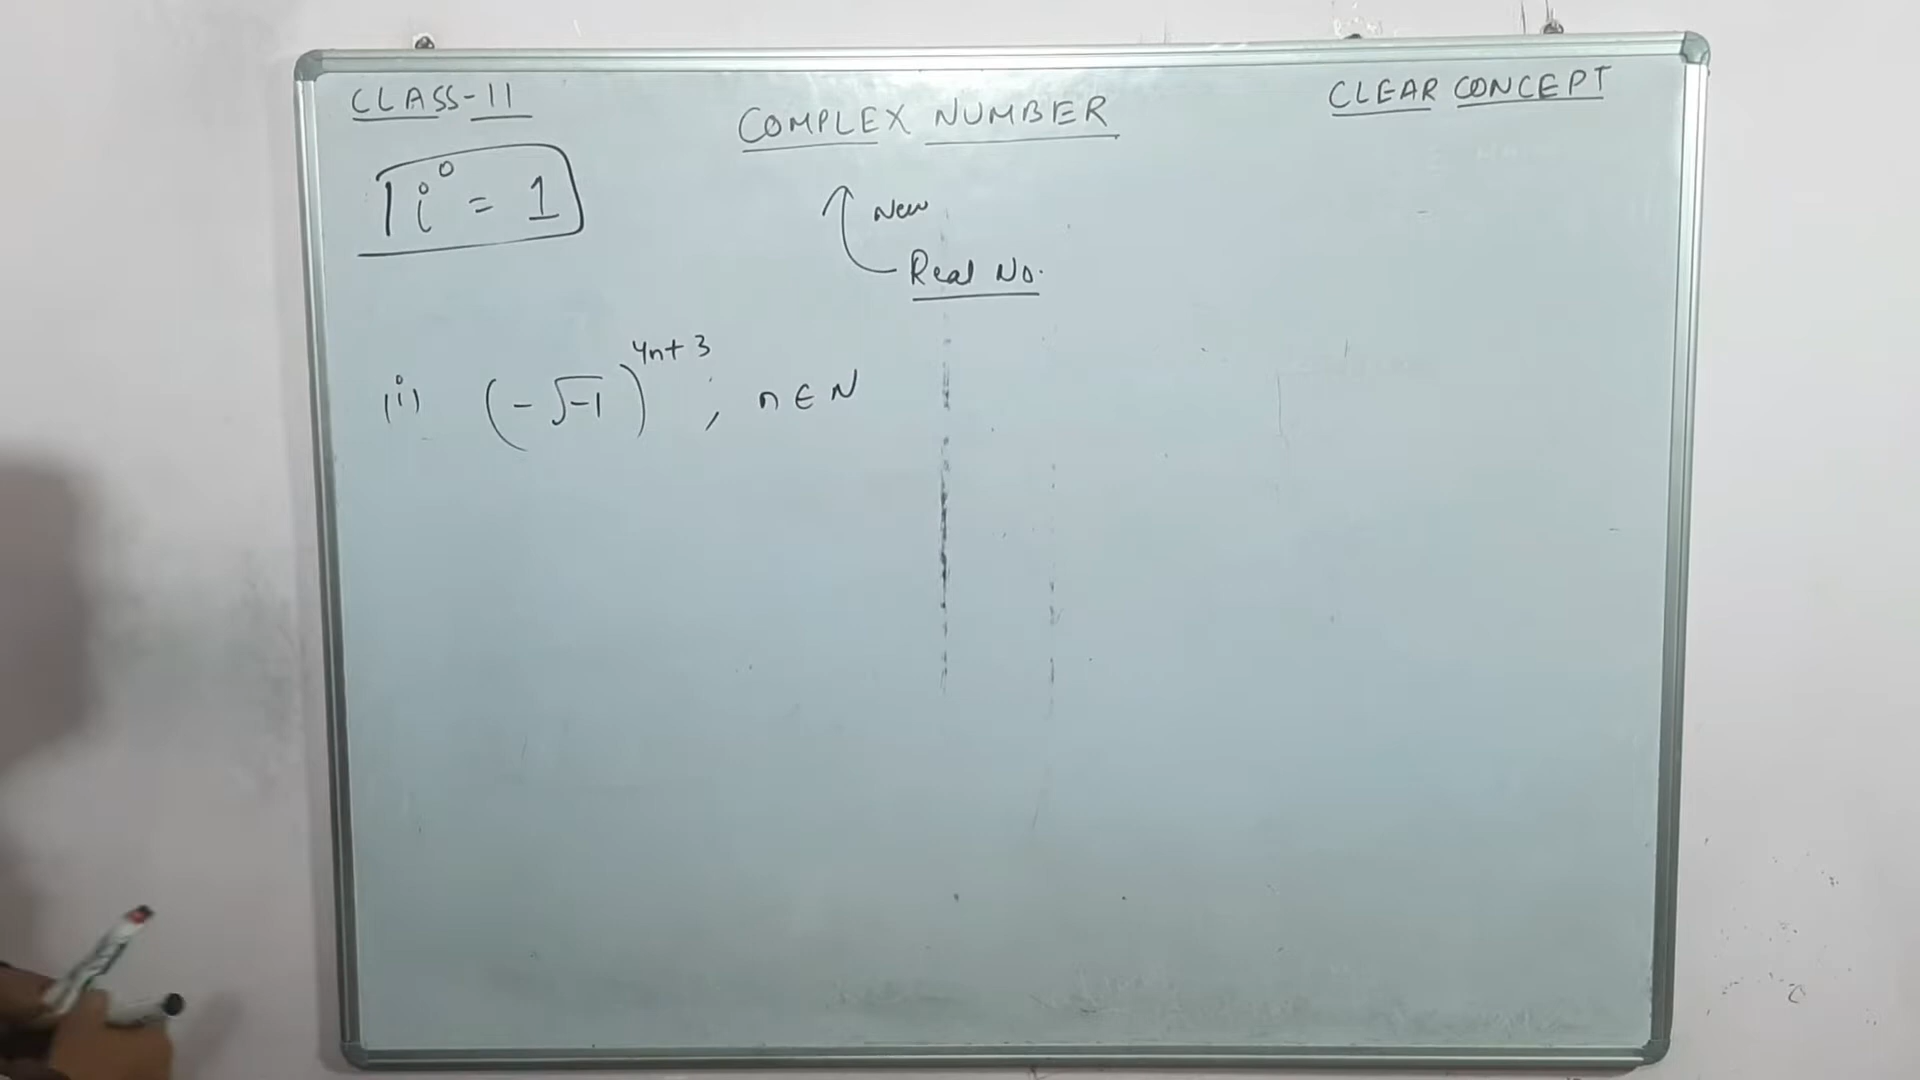 CLASS-11
COMPLEX NUMBER
CLEAR CONCEPT
i⁰ = 1
New
Real No.
(i) (-√-1)^(4n+3) , n ∈ N